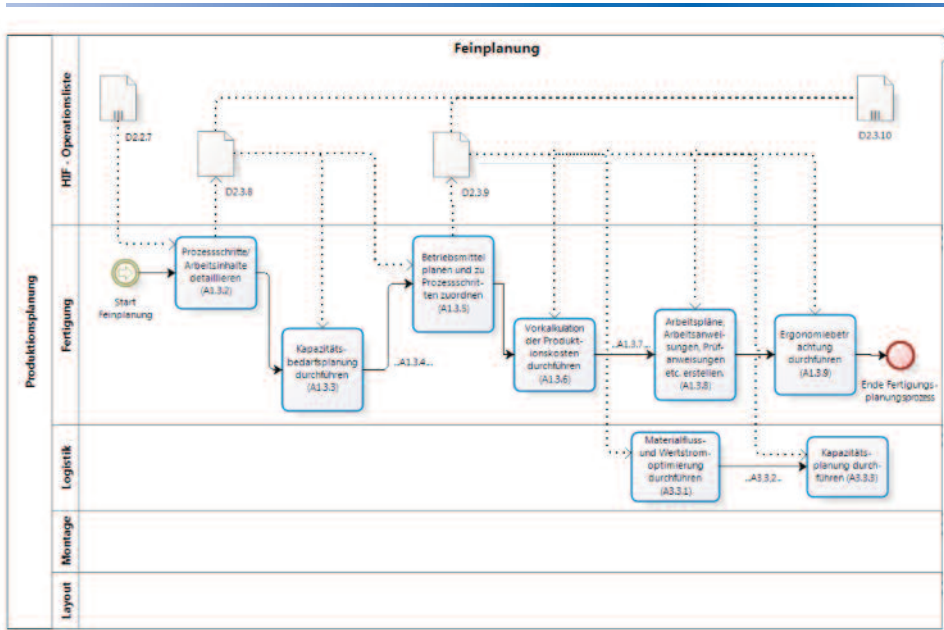 Feinplanung
Produktionsplanung
HIF - Operationsliste
D2.2.7
D2.3.8
D2.3.9
D2.3.10
Fertigung
Start
Feinplanung
Prozessschritte/
Arbeitsinhalte
detaillieren
(A1.3.2)
Kapazitäts-
bedarfsplanung
durchführen
(A1.3.3)
..A1.3.4...
Betriebsmittel
planen und zu
Prozessschrit-
ten zuordnen
(A1.3.5)
Vorkalkulation
der Produkt-
ionskosten
durchführen
(A1.3.6)
..A1.3.7...
Arbeitspläne,
Arbeitsanwei-
sungen, Prüf-
anweisungen
etc. erstellen.
(A1.3.8)
Ergonomiebet
rachtung
durchführen
(A1.3.9)
Ende Fertigungs-
planungsprozess
Logistik
Materialfluss-
und Wertstrom-
optimierung
durchführen
(A3.3.1)
..A3.3.2...
Kapazitäts-
planung durch-
führen (A3.3.3)
Montage
Layout